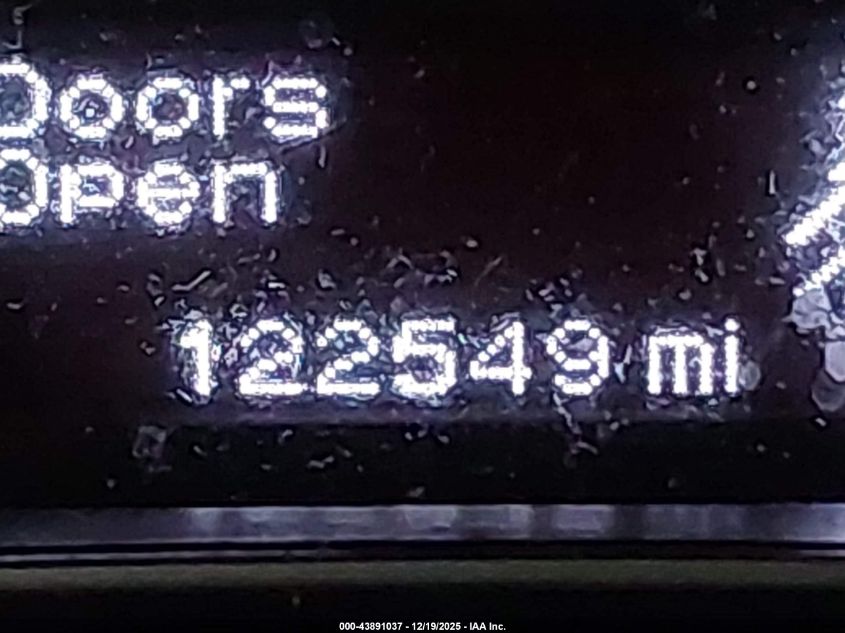 Doors
Open
122549 mi
000-43891037 - 12/19/2025 - IAA Inc.